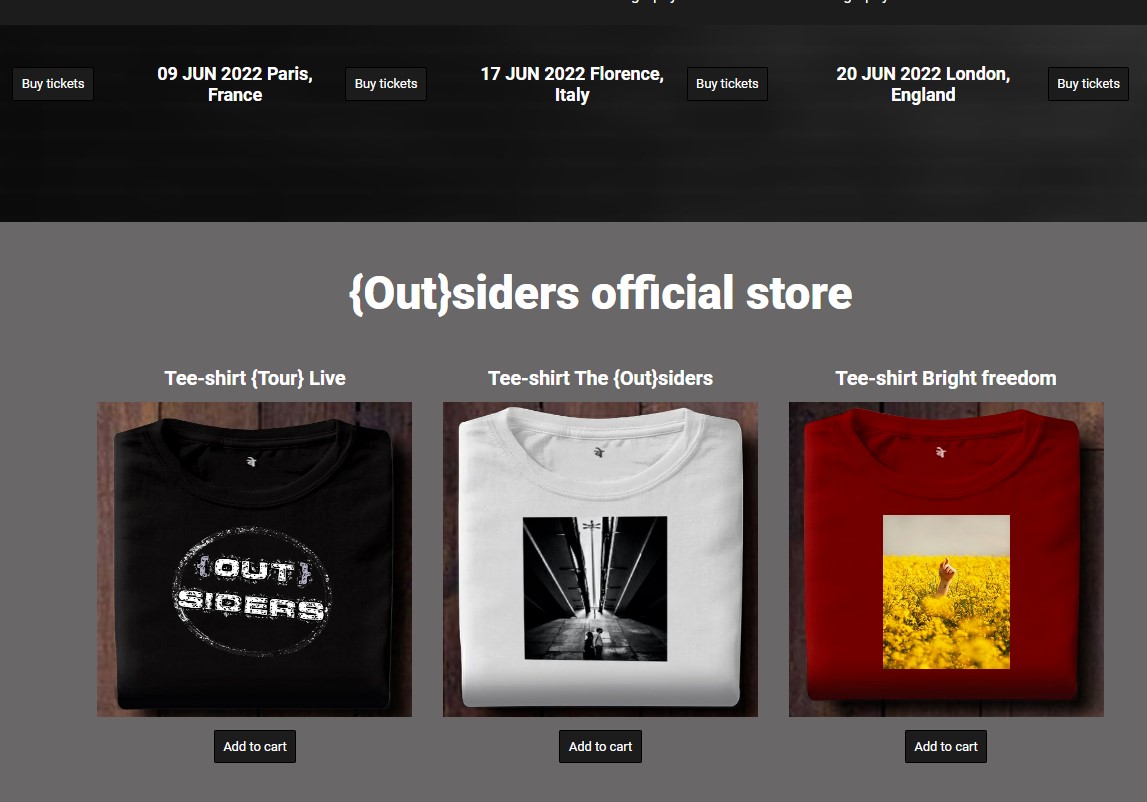 Buy tickets
09 JUN 2022 Paris,
France
Buy tickets
17 JUN 2022 Florence,
Italy
Buy tickets
20 JUN 2022 London,
England
Buy tickets
{Out}siders official store
Tee-shirt {Tour} Live
Tee-shirt The {Out}siders
Tee-shirt Bright freedom
{OUT}
SIDERS
Add to cart
Add to cart
Add to cart